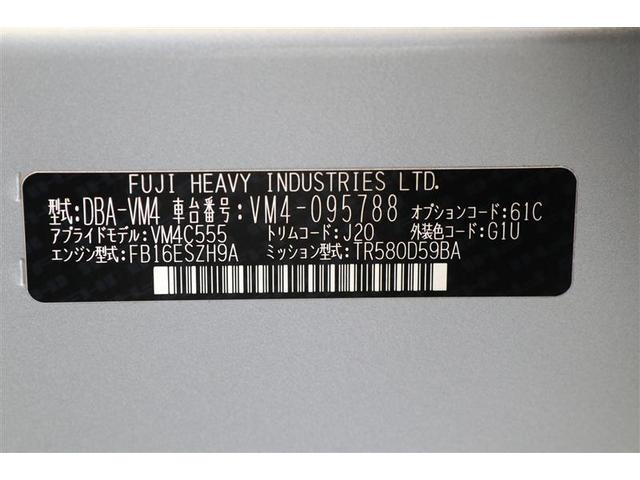 FUJI HEAVY INDUSTRIES LTD.
型式:DBA-VM4 車台番号:VM4-095788 オプションコード:61C
アプライドモデル:VM4C555 トリムコード:J20 外装色コード:G1U
エンジン型式:FB16ESZH9A ミッション型式:TR580D59BA